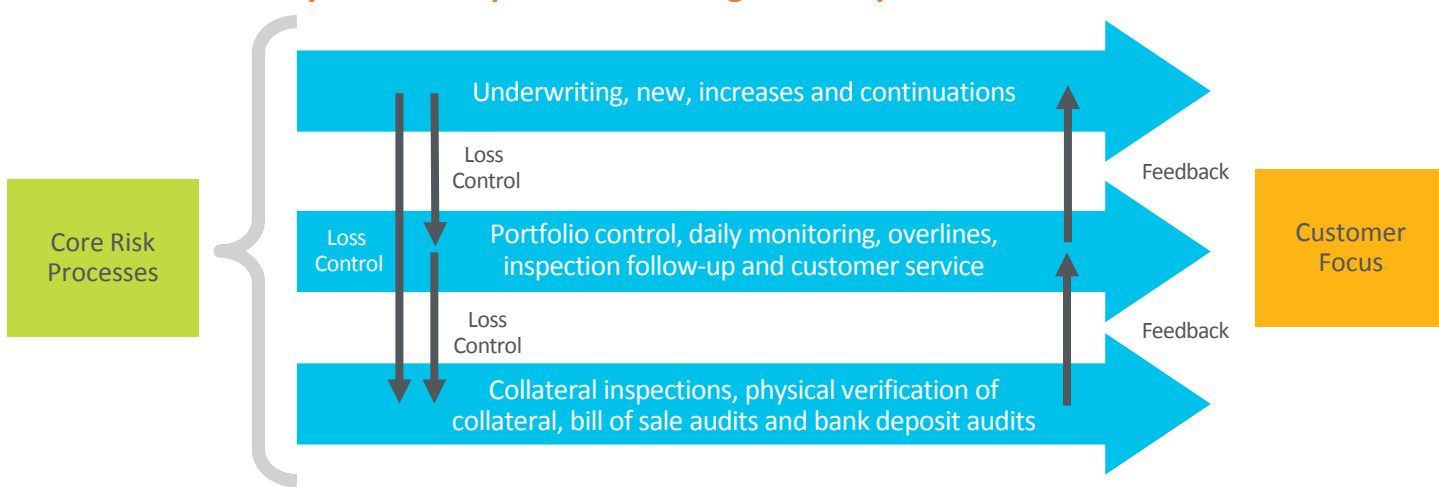 Underwriting, new, increases and continuations
Loss
Control
Feedback
Core Risk
Processes
Loss
Control
Portfolio control, daily monitoring, overlines,
inspection follow-up and customer service
Customer
Focus
Loss
Control
Feedback
Collateral inspections, physical verification of
collateral, bill of sale audits and bank deposit audits